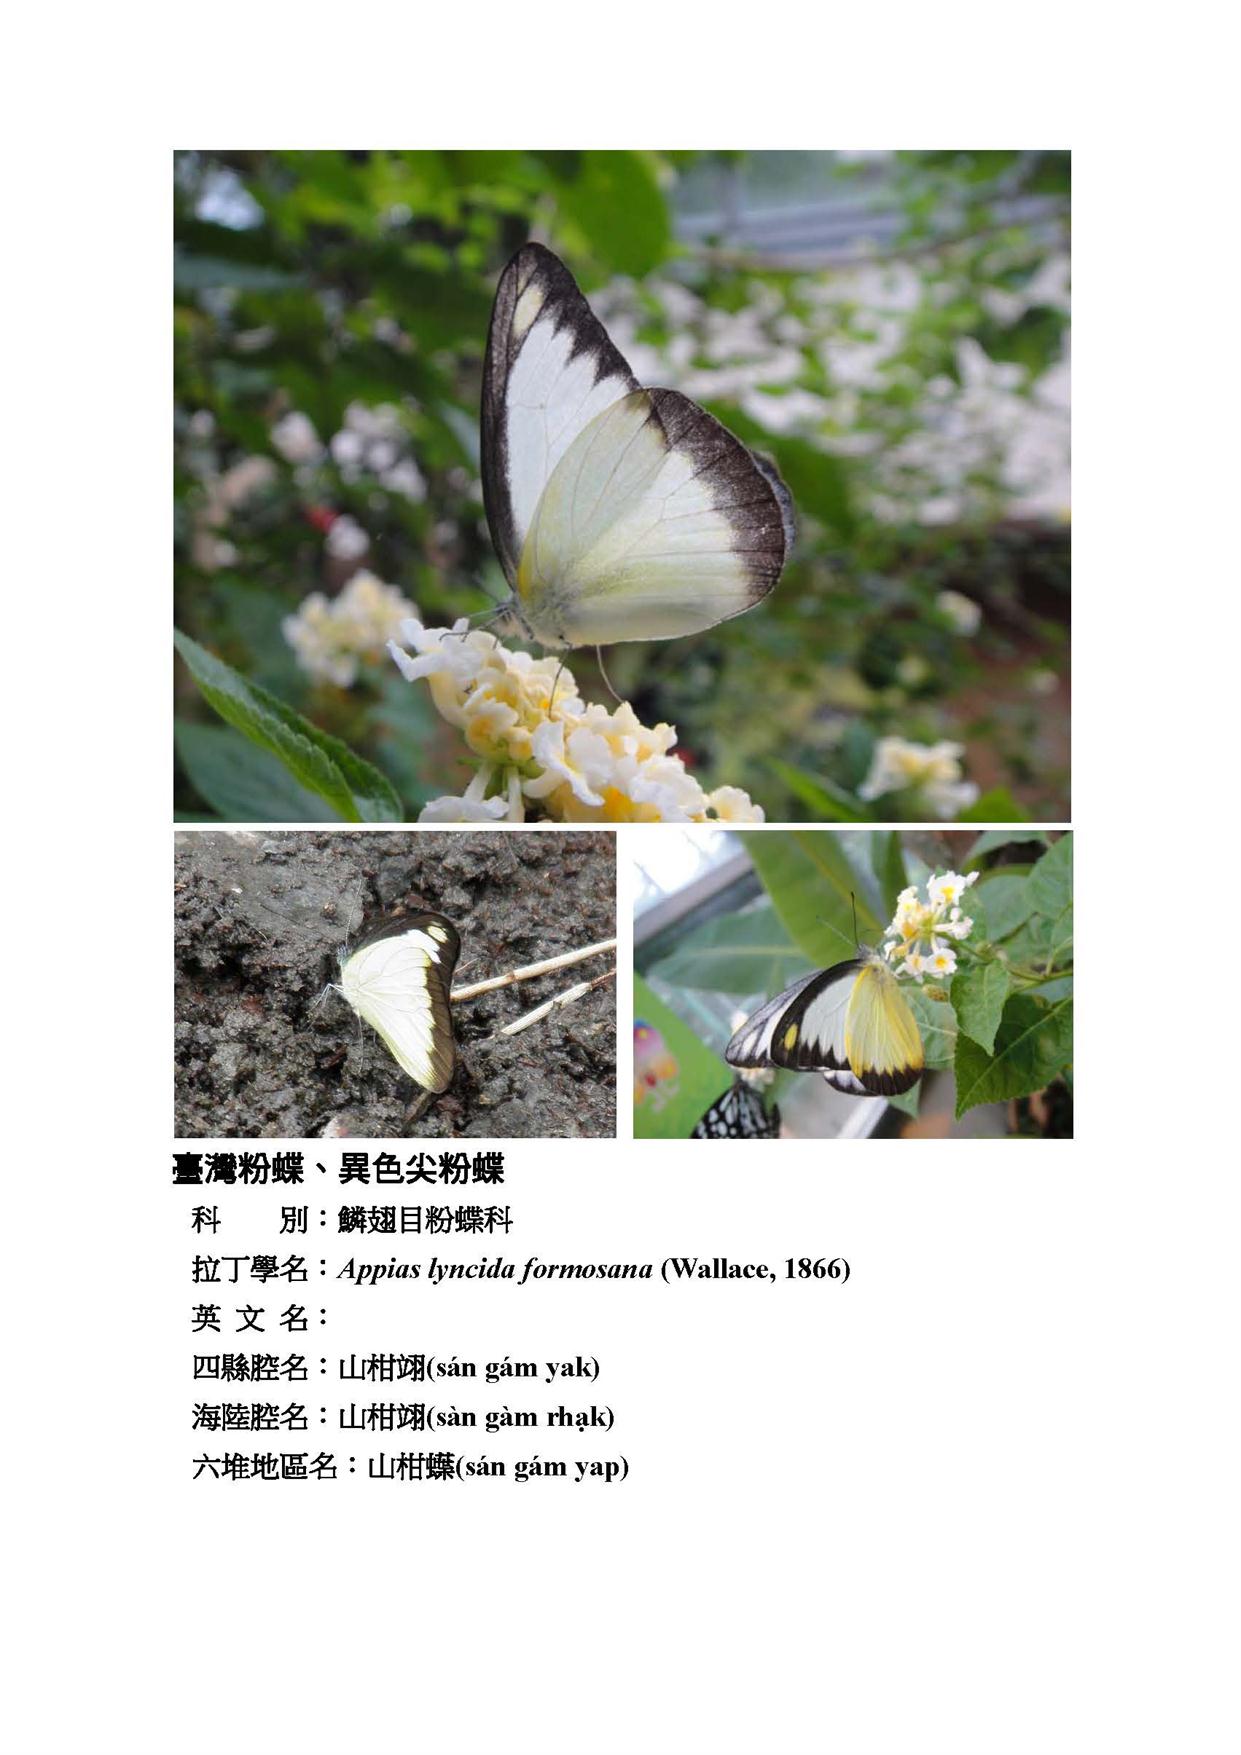 臺灣粉蝶、異色尖粉蝶
科　　別：鱗翅目粉蝶科
拉丁學名：Appias lyncida formosana (Wallace, 1866)
英 文 名：
四縣腔名：山柑翊(sán gám yak)
海陸腔名：山柑翊(sàn gàm rha̠k)
六堆地區名：山柑蝶(sán gám yap)